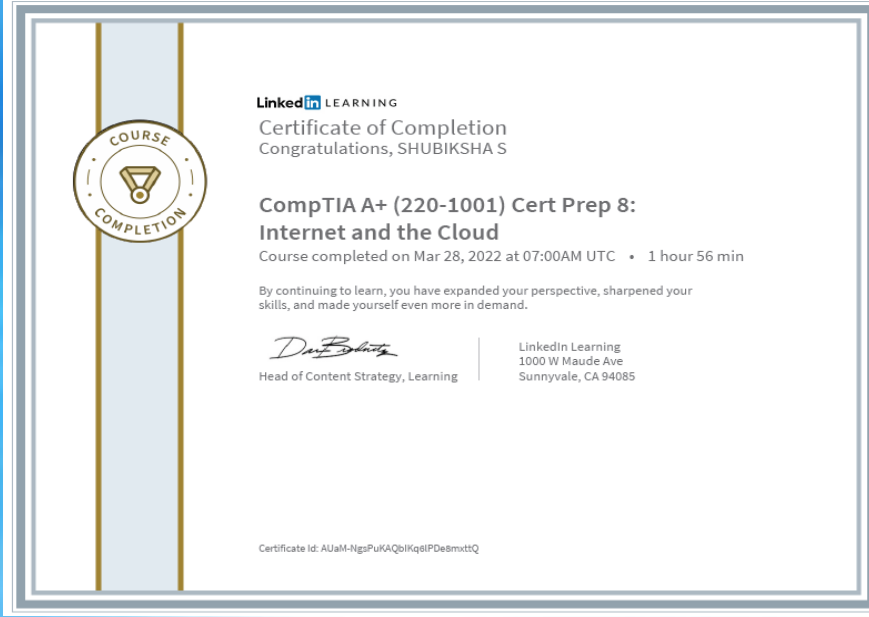 LinkedIn LEARNING
Certificate of Completion
Congratulations, SHUBIKSHA S
COURSE
COMPLETION
CompTIA A+ (220-1001) Cert Prep 8:
Internet and the Cloud
Course completed on Mar 28, 2022 at 07:00AM UTC • 1 hour 56 min
By continuing to learn, you have expanded your perspective, sharpened your
skills, and made yourself even more in demand.
Head of Content Strategy, Learning
LinkedIn Learning
1000 W Maude Ave
Sunnyvale, CA 94085
Certificate Id: